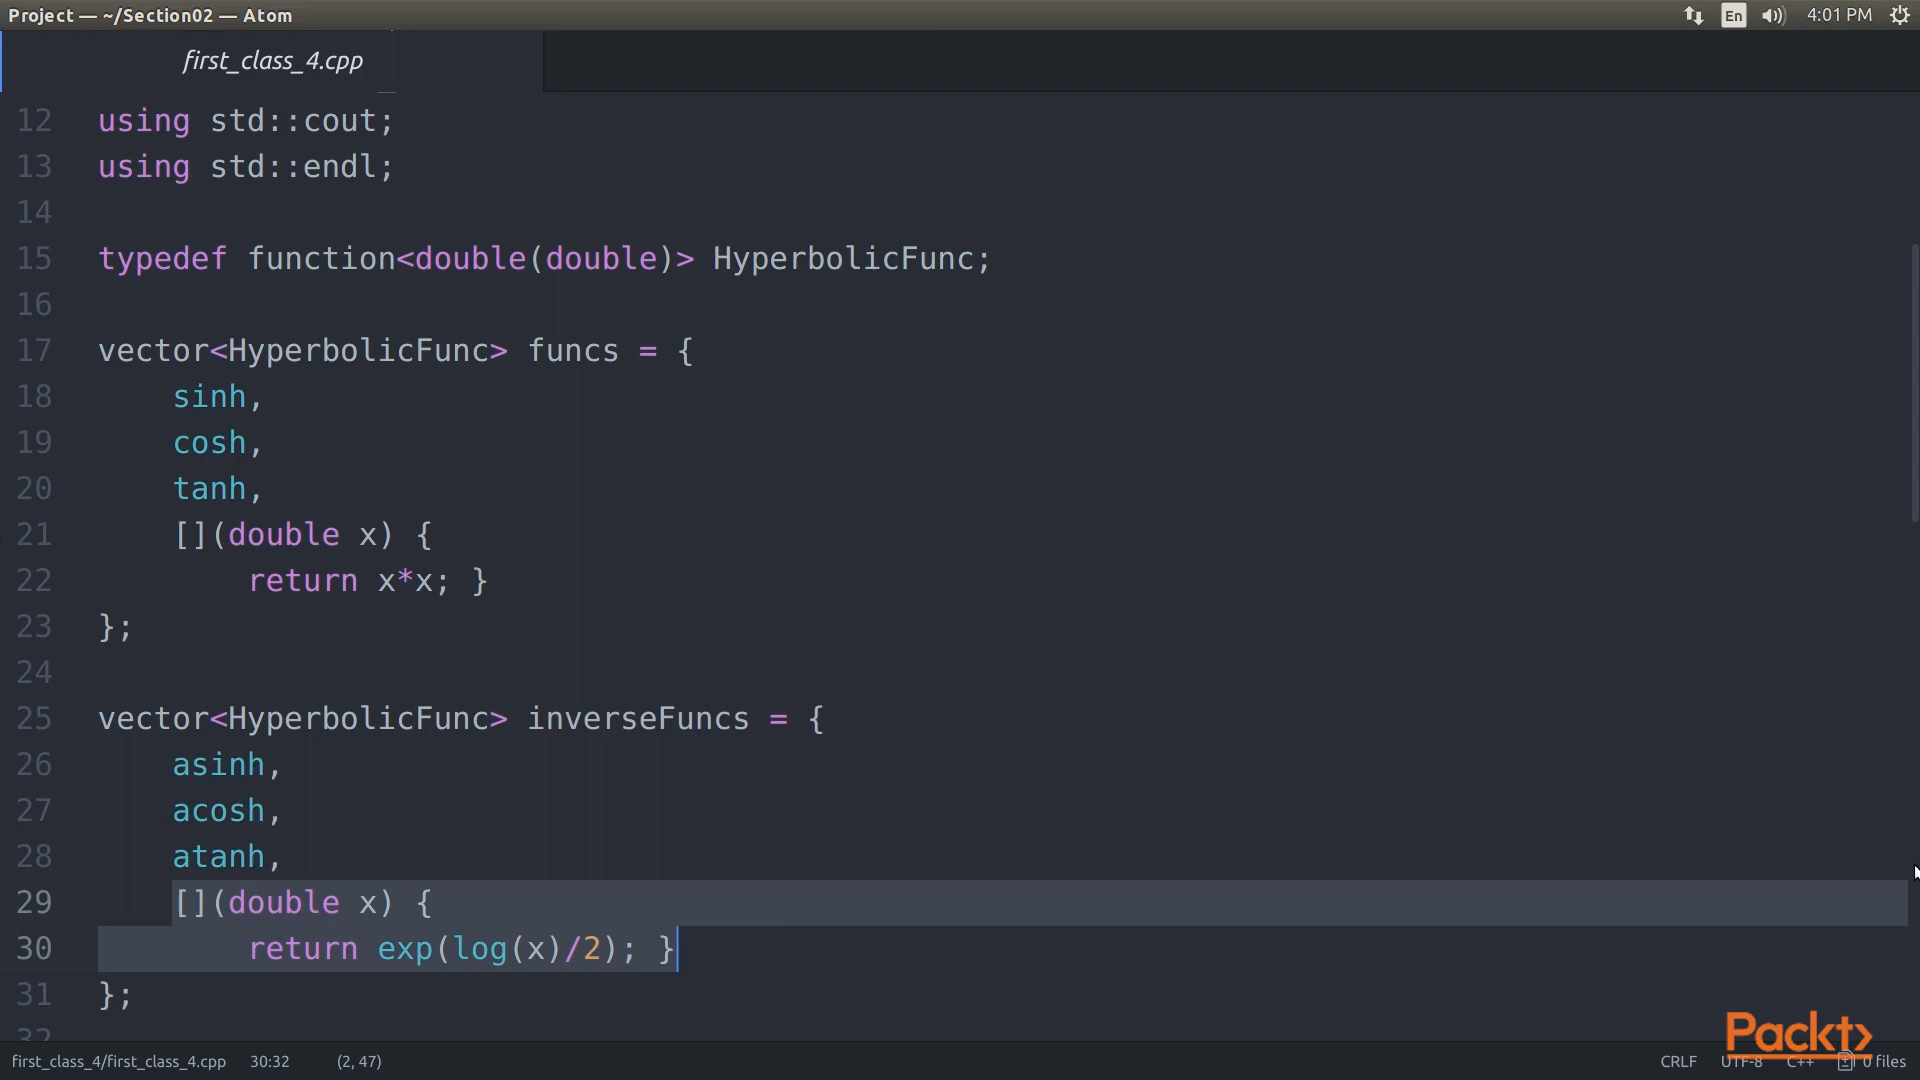 Project — ~/Section02 — Atom
En
4:01 PM
first_class_4.cpp
12 using std::cout;
13 using std::endl;
14
15 typedef function<double(double)> HyperbolicFunc;
16
17 vector<HyperbolicFunc> funcs = {
18     sinh,
19     cosh,
20     tanh,
21     [](double x) {
22         return x*x; }
23 };
24
25 vector<HyperbolicFunc> inverseFuncs = {
26     asinh,
27     acosh,
28     atanh,
29     [](double x) {
30         return exp(log(x)/2); }
31 };
32
Packt>
first_class_4/first_class_4.cpp 30:32 (2, 47) CRLF UTF-8 C++ 0 files